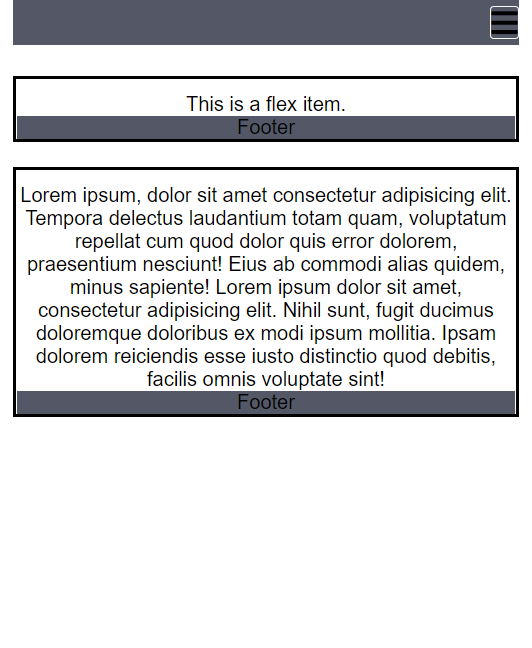 This is a flex item.
Footer
Lorem ipsum, dolor sit amet consectetur adipisicing elit.
Tempora delectus laudantium totam quam, voluptatum
repellat cum quod dolor quis error dolorem,
praesentium nesciunt! Eius ab commodi alias quidem,
minus sapiente! Lorem ipsum dolor sit amet,
consectetur adipisicing elit. Nihil sunt, fugit ducimus
doloremque doloribus ex modi ipsum mollitia. Ipsam
dolorem reiciendis esse iusto distinctio quod debitis,
facilis omnis voluptate sint!
Footer